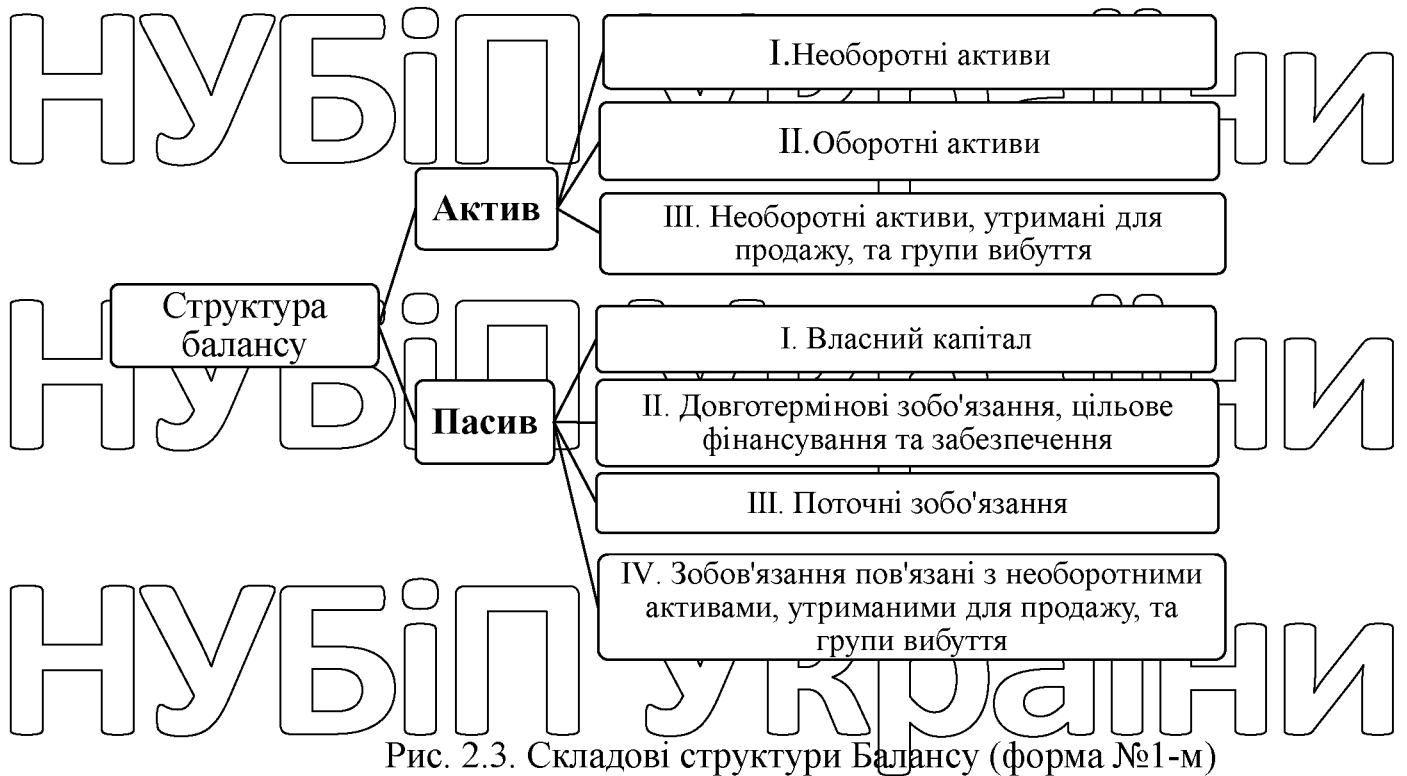 НУБіП України
І.Необоротні активи
ІІ.Оборотні активи
Актив
ІІІ. Необоротні активи, утримані для
продажу, та групи вибуття
НУБіП України
Структура
балансу
І. Власний капітал
Пасив
ІІ. Довготермінові зобо'язання, цільове
фінансування та забезпечення
ІІІ. Поточні зобо'язання
IV. Зобов'язання пов'язані з необоротними
активами, утриманими для продажу, та
групи вибуття
НУБіП України
Рис. 2.3. Складові структури Балансу (форма №1-м)